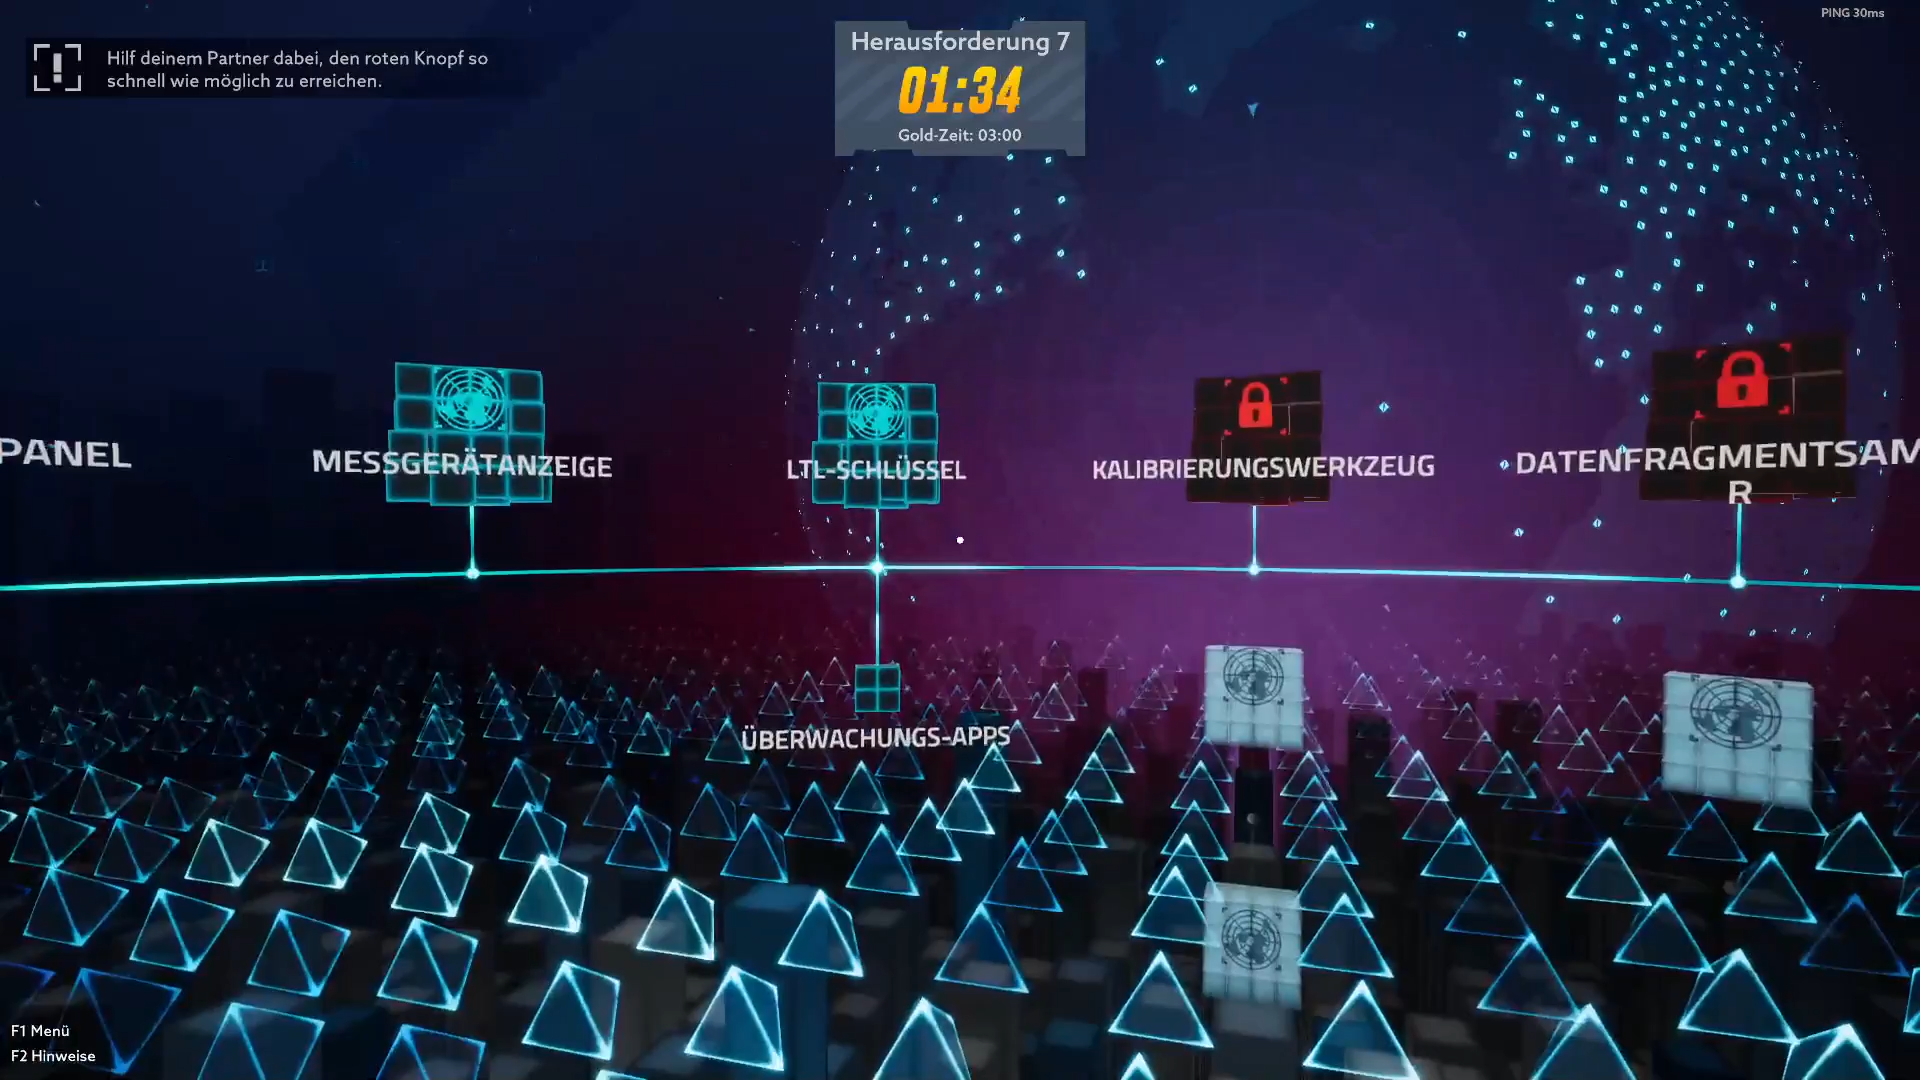 PING 30ms
Herausforderung 7
01:34
Gold-Zeit: 03:00
Hilf deinem Partner dabei, den roten Knopf so
schnell wie möglich zu erreichen.
PANEL
MESSGERÄTANZEIGE
LTL-SCHLÜSSEL
KALIBRIERUNGSWERKZEUG
DATENFRAGMENTSAM
R
ÜBERWACHUNGS-APPS
F1 Menü
F2 Hinweise